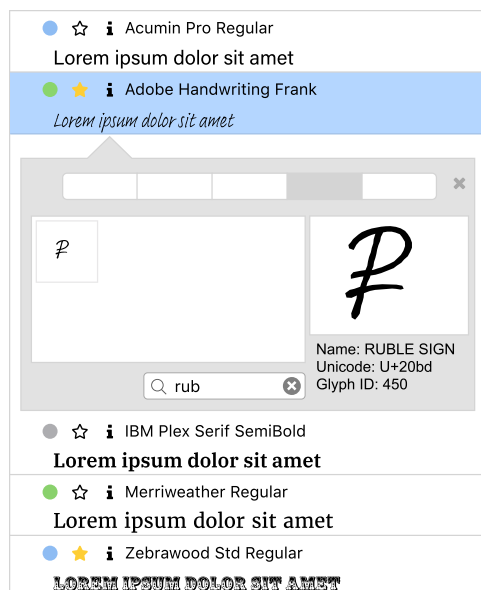 Acumin Pro Regular
Lorem ipsum dolor sit amet
Adobe Handwriting Frank
Lorem ipsum dolor sit amet
₽
₽
Name: RUBLE SIGN
Unicode: U+20bd
Glyph ID: 450
rub
IBM Plex Serif SemiBold
Lorem ipsum dolor sit amet
Merriweather Regular
Lorem ipsum dolor sit amet
Zebrawood Std Regular
LOREM IPSUM DOLOR SIT AMET